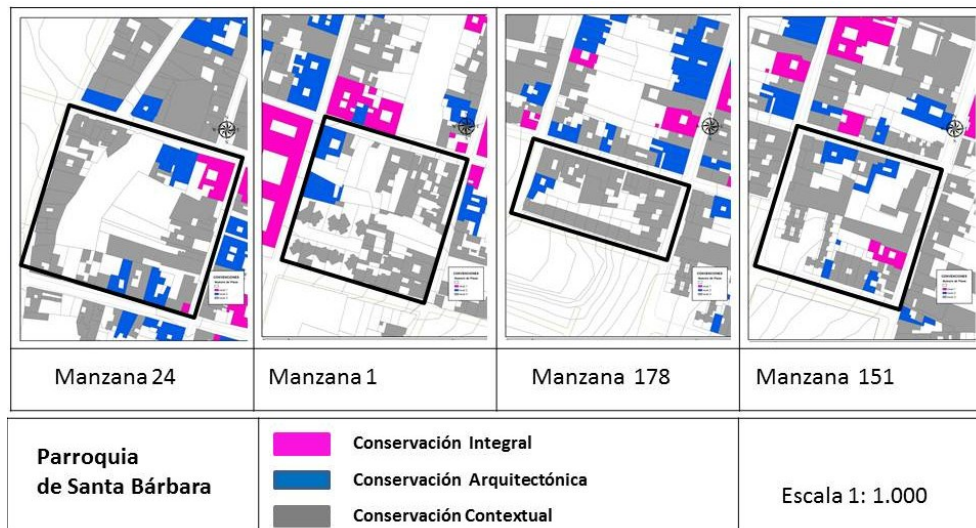 Manzana 24
Manzana 1
Manzana 178
Manzana 151
Parroquia
de Santa Bárbara
Conservación Integral
Conservación Arquitectónica
Conservación Contextual
Escala 1: 1.000